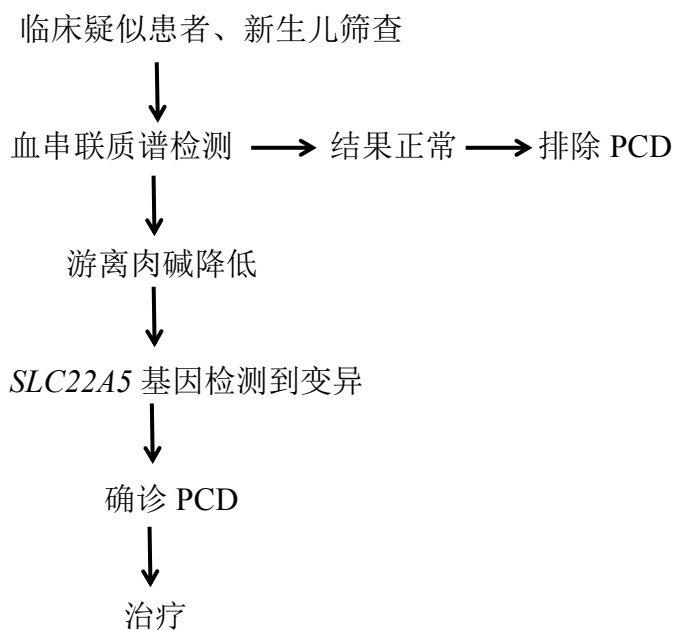 临床疑似患者、新生儿筛查
血串联质谱检测
结果正常
排除 PCD
游离肉碱降低
SLC22A5 基因检测到变异
确诊 PCD
治疗